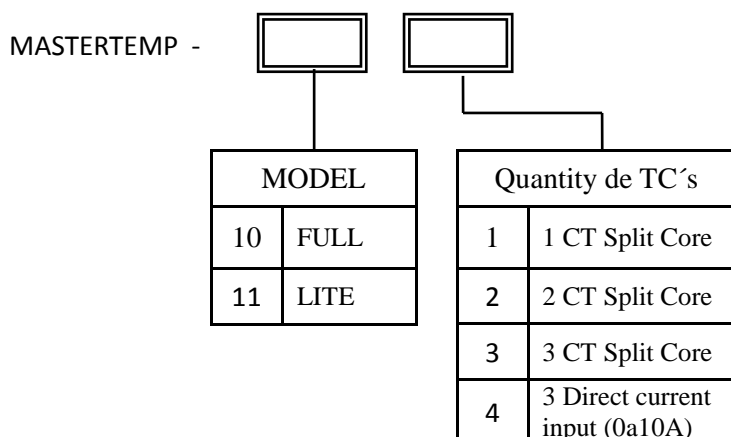 MASTERTEMP -
MODEL
10 FULL
11 LITE
Quantity de TC´s
1 1 CT Split Core
2 2 CT Split Core
3 3 CT Split Core
4 3 Direct current
input (0a10A)